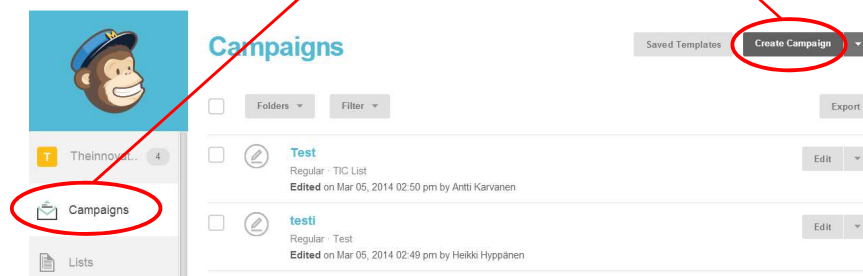 Campaigns
Saved Templates
Create Campaign
Folders
Filter
Export
T
Theinnovat..
4
Campaigns
Lists
Test
Regular · TIC List
Edited on Mar 05, 2014 02:50 pm by Antti Karvanen
Edit
testi
Regular · Test
Edited on Mar 05, 2014 02:49 pm by Heikki Hyppänen
Edit